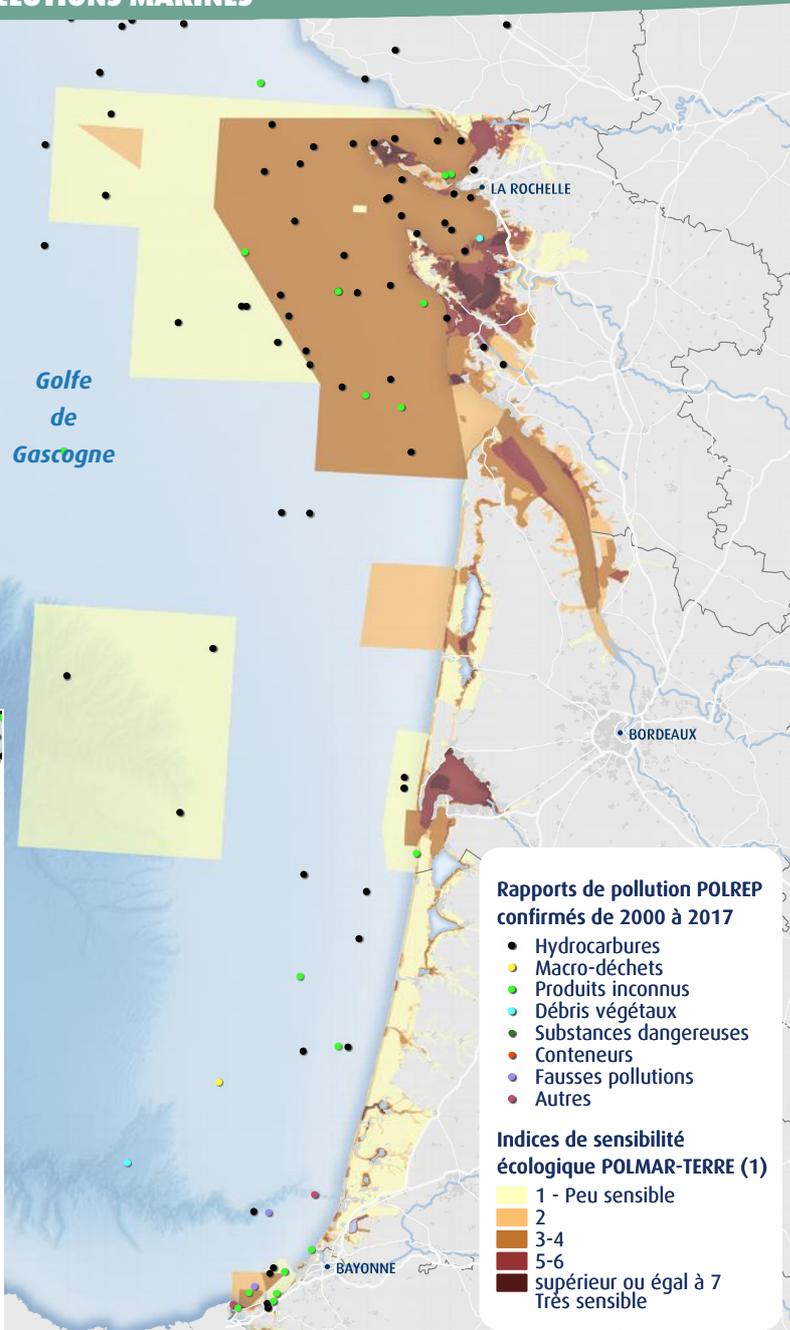 LA ROCHELLE
Golfe
de
Gascogne
BORDEAUX
Rapports de pollution POLREP
confirmés de 2000 à 2017
Hydrocarbures
Macro-déchets
Produits inconnus
Débris végétaux
Substances dangereuses
Conteneurs
Fausses pollutions
Autres
Indices de sensibilité
écologique POLMAR-TERRE (1)
1 - Peu sensible
2
3-4
5-6
supérieur ou égal à 7
Très sensible
BAYONNE